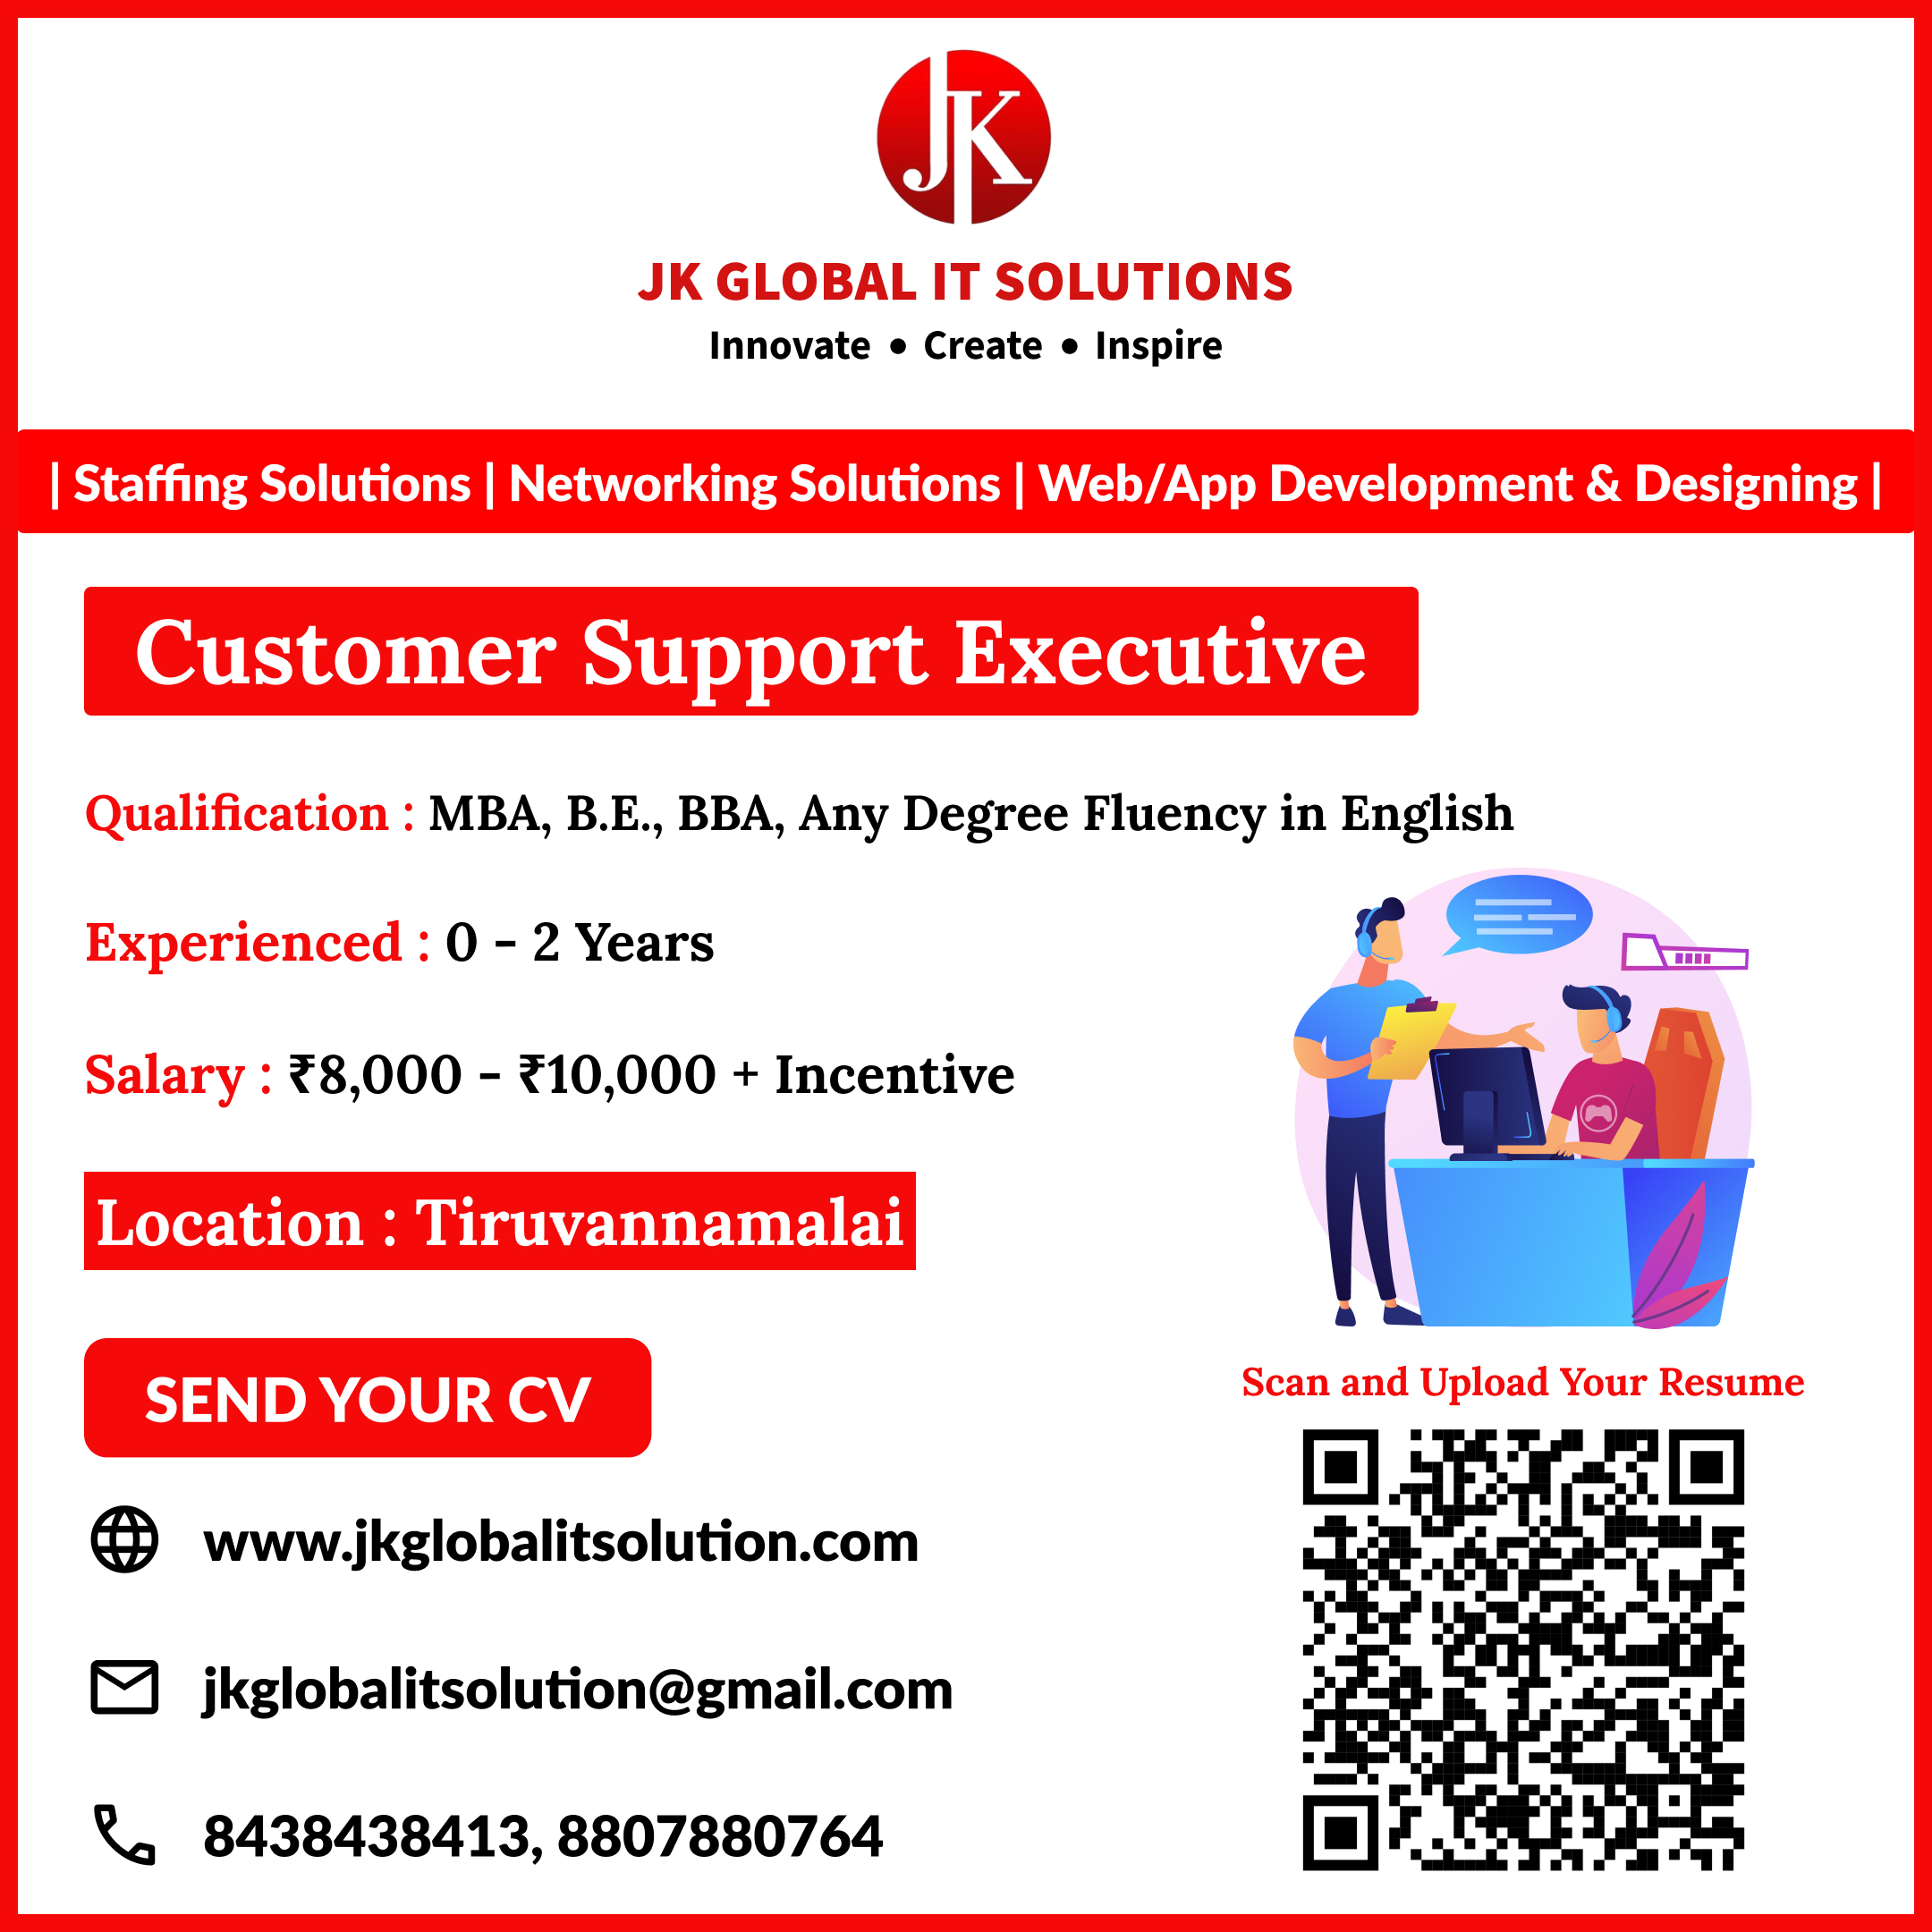 JK
JK GLOBAL IT SOLUTIONS
Innovate • Create • Inspire
| Staffing Solutions | Networking Solutions | Web/App Development & Designing |
Customer Support Executive
Qualification : MBA, B.E., BBA, Any Degree Fluency in English
Experienced : 0 - 2 Years
Salary : ₹8,000 - ₹10,000 + Incentive
Location : Tiruvannamalai
SEND YOUR CV
Scan and Upload Your Resume
www.jkglobalitsolution.com
jkglobalitsolution@gmail.com
8438438413, 8807880764